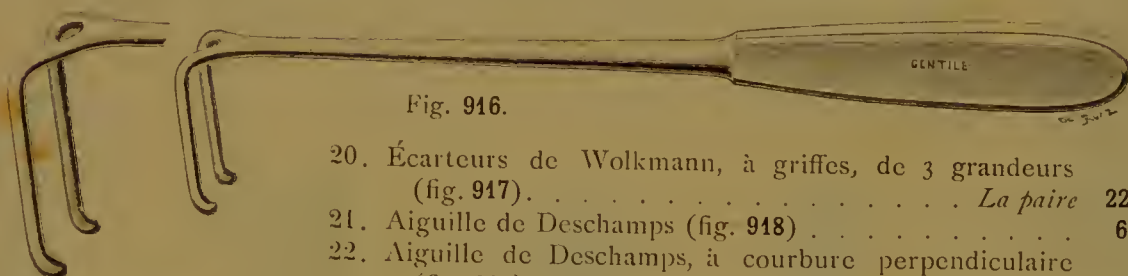 GENTILE
Fig. 916.
20. Écarteurs de Wolkmann, à griffes, de 3 grandeurs
(fig. 917). . . . . . . . . . . . . . . . . . La paire 22
21. Aiguille de Deschamps (fig. 918) . . . . . . . . . . . 6
22. Aiguille de Deschamps, à courbure perpendiculaire